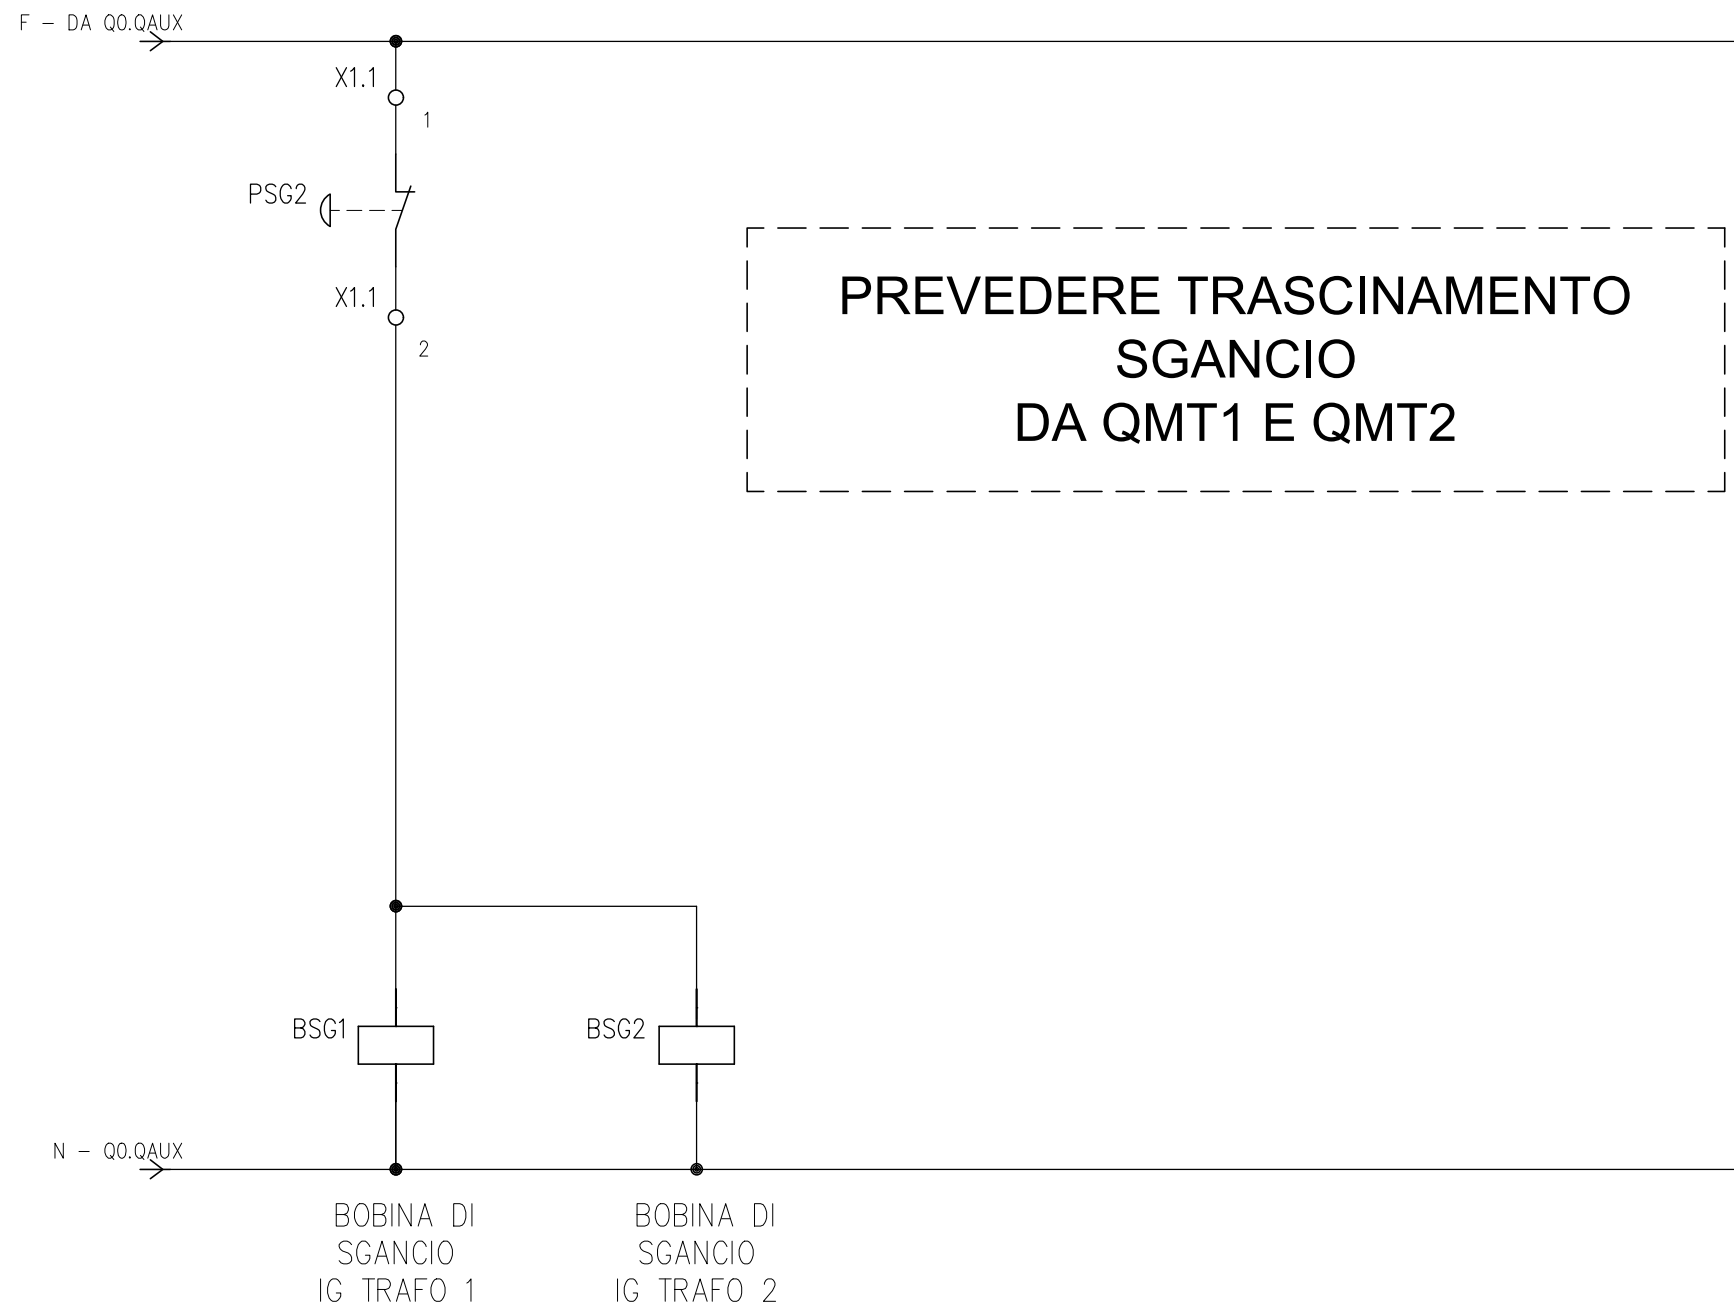 F - DA Q0.QAUX
X1.1
1
PSG2
X1.1
2
PREVEDERE TRASCINAMENTO
SGANCIO
DA QMT1 E QMT2
BSG1
BSG2
N - Q0.QAUX
BOBINA DI
SGANCIO
IG TRAFO 1
BOBINA DI
SGANCIO
IG TRAFO 2